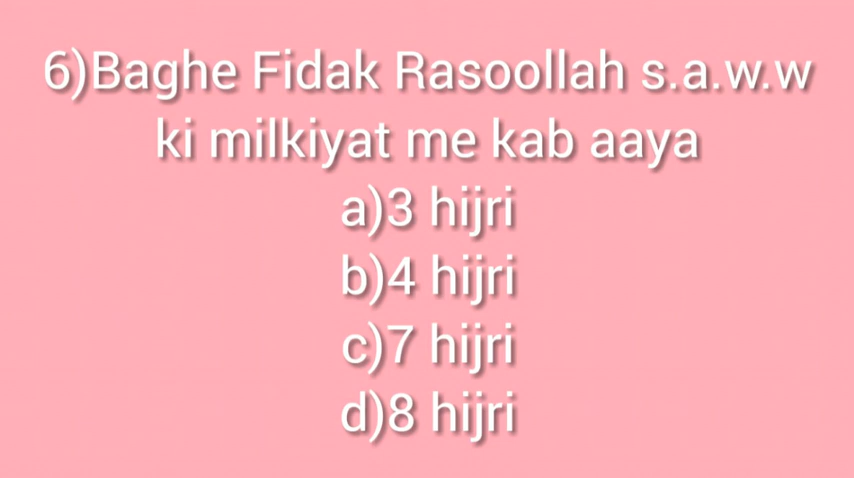 6)Baghe Fidak Rasoollah s.a.w.w
ki milkiyat me kab aaya
a)3 hijri
b)4 hijri
c)7 hijri
d)8 hijri